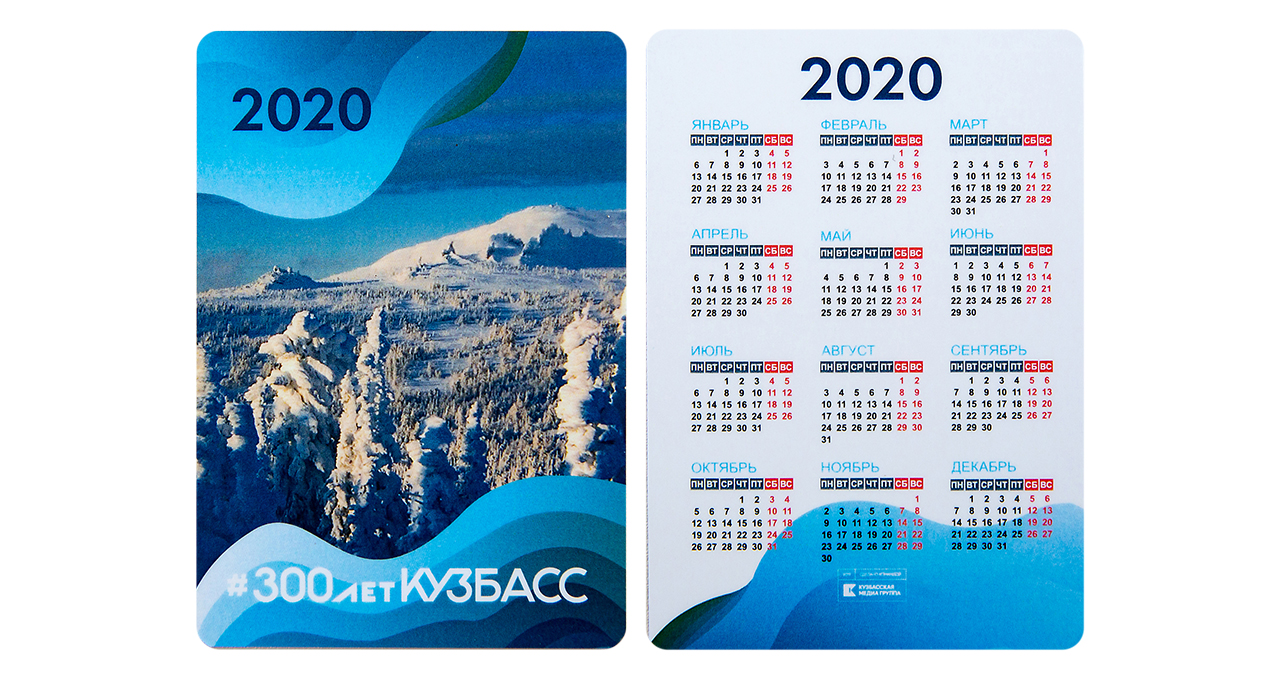 2020
#300ЛЕТКУЗБАСС
2020
ЯНВАРЬ
ПН ВТ СР ЧТ ПТ СБ ВС
1 2 3 4 5
6 7 8 9 10 11 12
13 14 15 16 17 18 19
20 21 22 23 24 25 26
27 28 29 30 31
ФЕВРАЛЬ
ПН ВТ СР ЧТ ПТ СБ ВС
1 2
3 4 5 6 7 8 9
10 11 12 13 14 15 16
17 18 19 20 21 22 23
24 25 26 27 28 29
МАРТ
ПН ВТ СР ЧТ ПТ СБ ВС
1
2 3 4 5 6 7 8
9 10 11 12 13 14 15
16 17 18 19 20 21 22
23 24 25 26 27 28 29
30 31
АПРЕЛЬ
ПН ВТ СР ЧТ ПТ СБ ВС
1 2 3 4 5
6 7 8 9 10 11 12
13 14 15 16 17 18 19
20 21 22 23 24 25 26
27 28 29 30
МАЙ
ПН ВТ СР ЧТ ПТ СБ ВС
1 2 3
4 5 6 7 8 9 10
11 12 13 14 15 16 17
18 19 20 21 22 23 24
25 26 27 28 29 30 31
ИЮНЬ
ПН ВТ СР ЧТ ПТ СБ ВС
1 2 3 4 5 6 7
8 9 10 11 12 13 14
15 16 17 18 19 20 21
22 23 24 25 26 27 28
29 30
ИЮЛЬ
ПН ВТ СР ЧТ ПТ СБ ВС
1 2 3 4 5
6 7 8 9 10 11 12
13 14 15 16 17 18 19
20 21 22 23 24 25 26
27 28 29 30 31
АВГУСТ
ПН ВТ СР ЧТ ПТ СБ ВС
1 2
3 4 5 6 7 8 9
10 11 12 13 14 15 16
17 18 19 20 21 22 23
24 25 26 27 28 29 30
31
СЕНТЯБРЬ
ПН ВТ СР ЧТ ПТ СБ ВС
1 2 3 4 5 6
7 8 9 10 11 12 13
14 15 16 17 18 19 20
21 22 23 24 25 26 27
28 29 30
ОКТЯБРЬ
ПН ВТ СР ЧТ ПТ СБ ВС
1 2 3 4
5 6 7 8 9 10 11
12 13 14 15 16 17 18
19 20 21 22 23 24 25
26 27 28 29 30 31
НОЯБРЬ
ПН ВТ СР ЧТ ПТ СБ ВС
1
2 3 4 5 6 7 8
9 10 11 12 13 14 15
16 17 18 19 20 21 22
23 24 25 26 27 28 29
30
ДЕКАБРЬ
ПН ВТ СР ЧТ ПТ СБ ВС
1 2 3 4 5 6
7 8 9 10 11 12 13
14 15 16 17 18 19 20
21 22 23 24 25 26 27
28 29 30 31
КУЗБАССКАЯ
МЕДИА ГРУППА